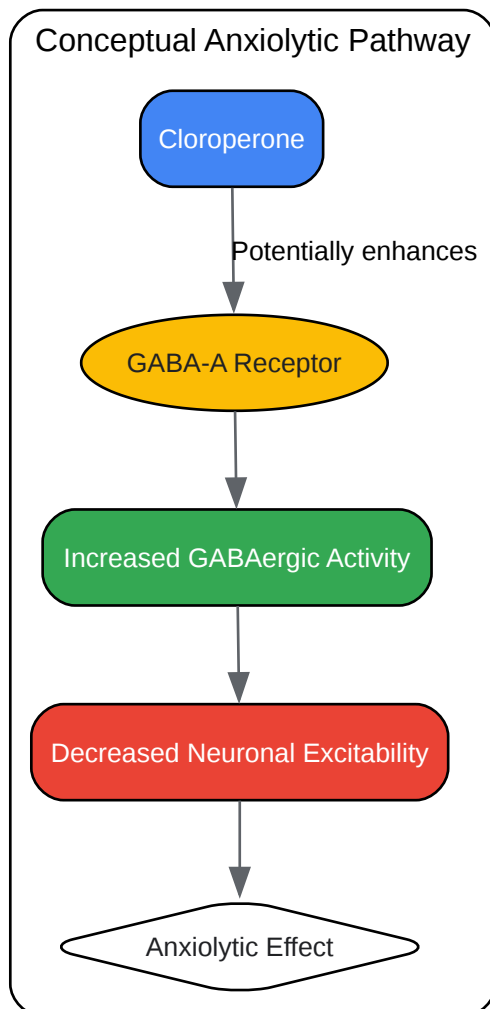 Conceptual Anxiolytic Pathway
Cloroperone
Potentially enhances
GABA-A Receptor
Increased GABAergic Activity
Decreased Neuronal Excitability
Anxiolytic Effect